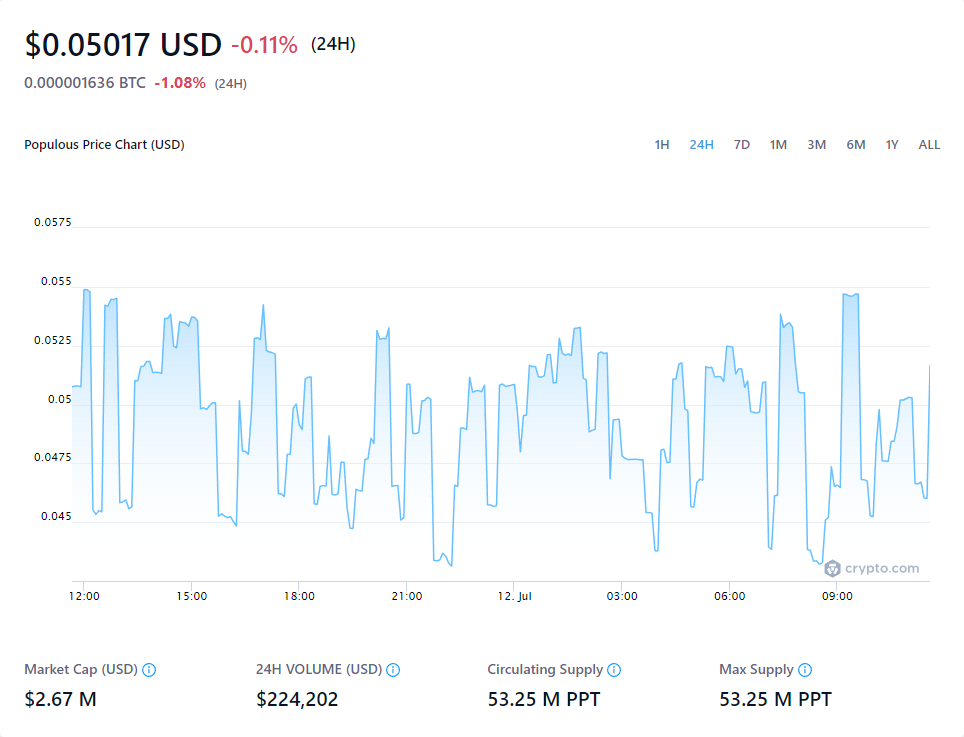 $0.05017 USD -0.11% (24H)
0.000001636 BTC -1.08% (24H)
Populous Price Chart (USD) 1H 24H 7D 1M 3M 6M 1Y ALL
0.0575
0.055
0.0525
0.05
0.0475
0.045
crypto.com
12:00 15:00 18:00 21:00 12. Jul 03:00 06:00 09:00
Market Cap (USD) 24H VOLUME (USD) Circulating Supply Max Supply
$2.67 M $224,202 53.25 M PPT 53.25 M PPT